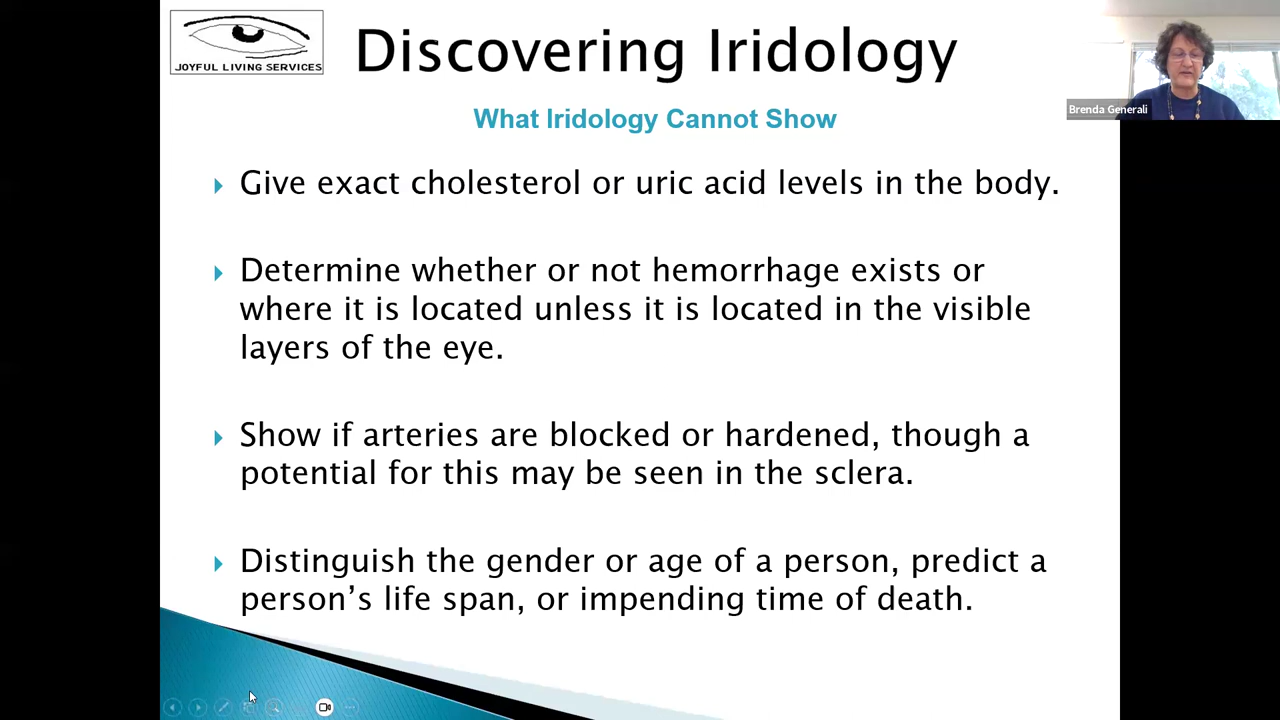 JOYFUL LIVING SERVICES
Discovering Iridology
What Iridology Cannot Show
Brenda Generali
Give exact cholesterol or uric acid levels in the body.
Determine whether or not hemorrhage exists or
where it is located unless it is located in the visible
layers of the eye.
Show if arteries are blocked or hardened, though a
potential for this may be seen in the sclera.
Distinguish the gender or age of a person, predict a
person’s life span, or impending time of death.